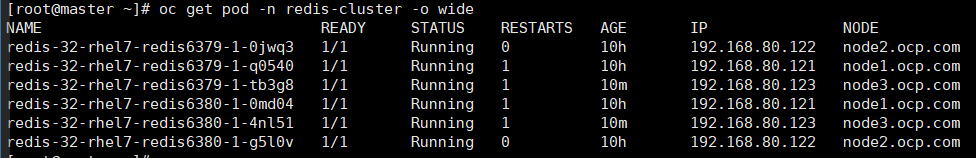 [root@master ~]# oc get pod -n redis-cluster -o wide
NAME READY STATUS RESTARTS AGE IP NODE
redis-32-rhel7-redis6379-1-0jwq3 1/1 Running 0 10h 192.168.80.122 node2.ocp.com
redis-32-rhel7-redis6379-1-q0540 1/1 Running 1 10h 192.168.80.121 node1.ocp.com
redis-32-rhel7-redis6379-1-tb3g8 1/1 Running 1 10m 192.168.80.123 node3.ocp.com
redis-32-rhel7-redis6380-1-0md04 1/1 Running 1 10h 192.168.80.121 node1.ocp.com
redis-32-rhel7-redis6380-1-4nl51 1/1 Running 1 10m 192.168.80.123 node3.ocp.com
redis-32-rhel7-redis6380-1-g5l0v 1/1 Running 0 10h 192.168.80.122 node2.ocp.com
[root@master ~]#